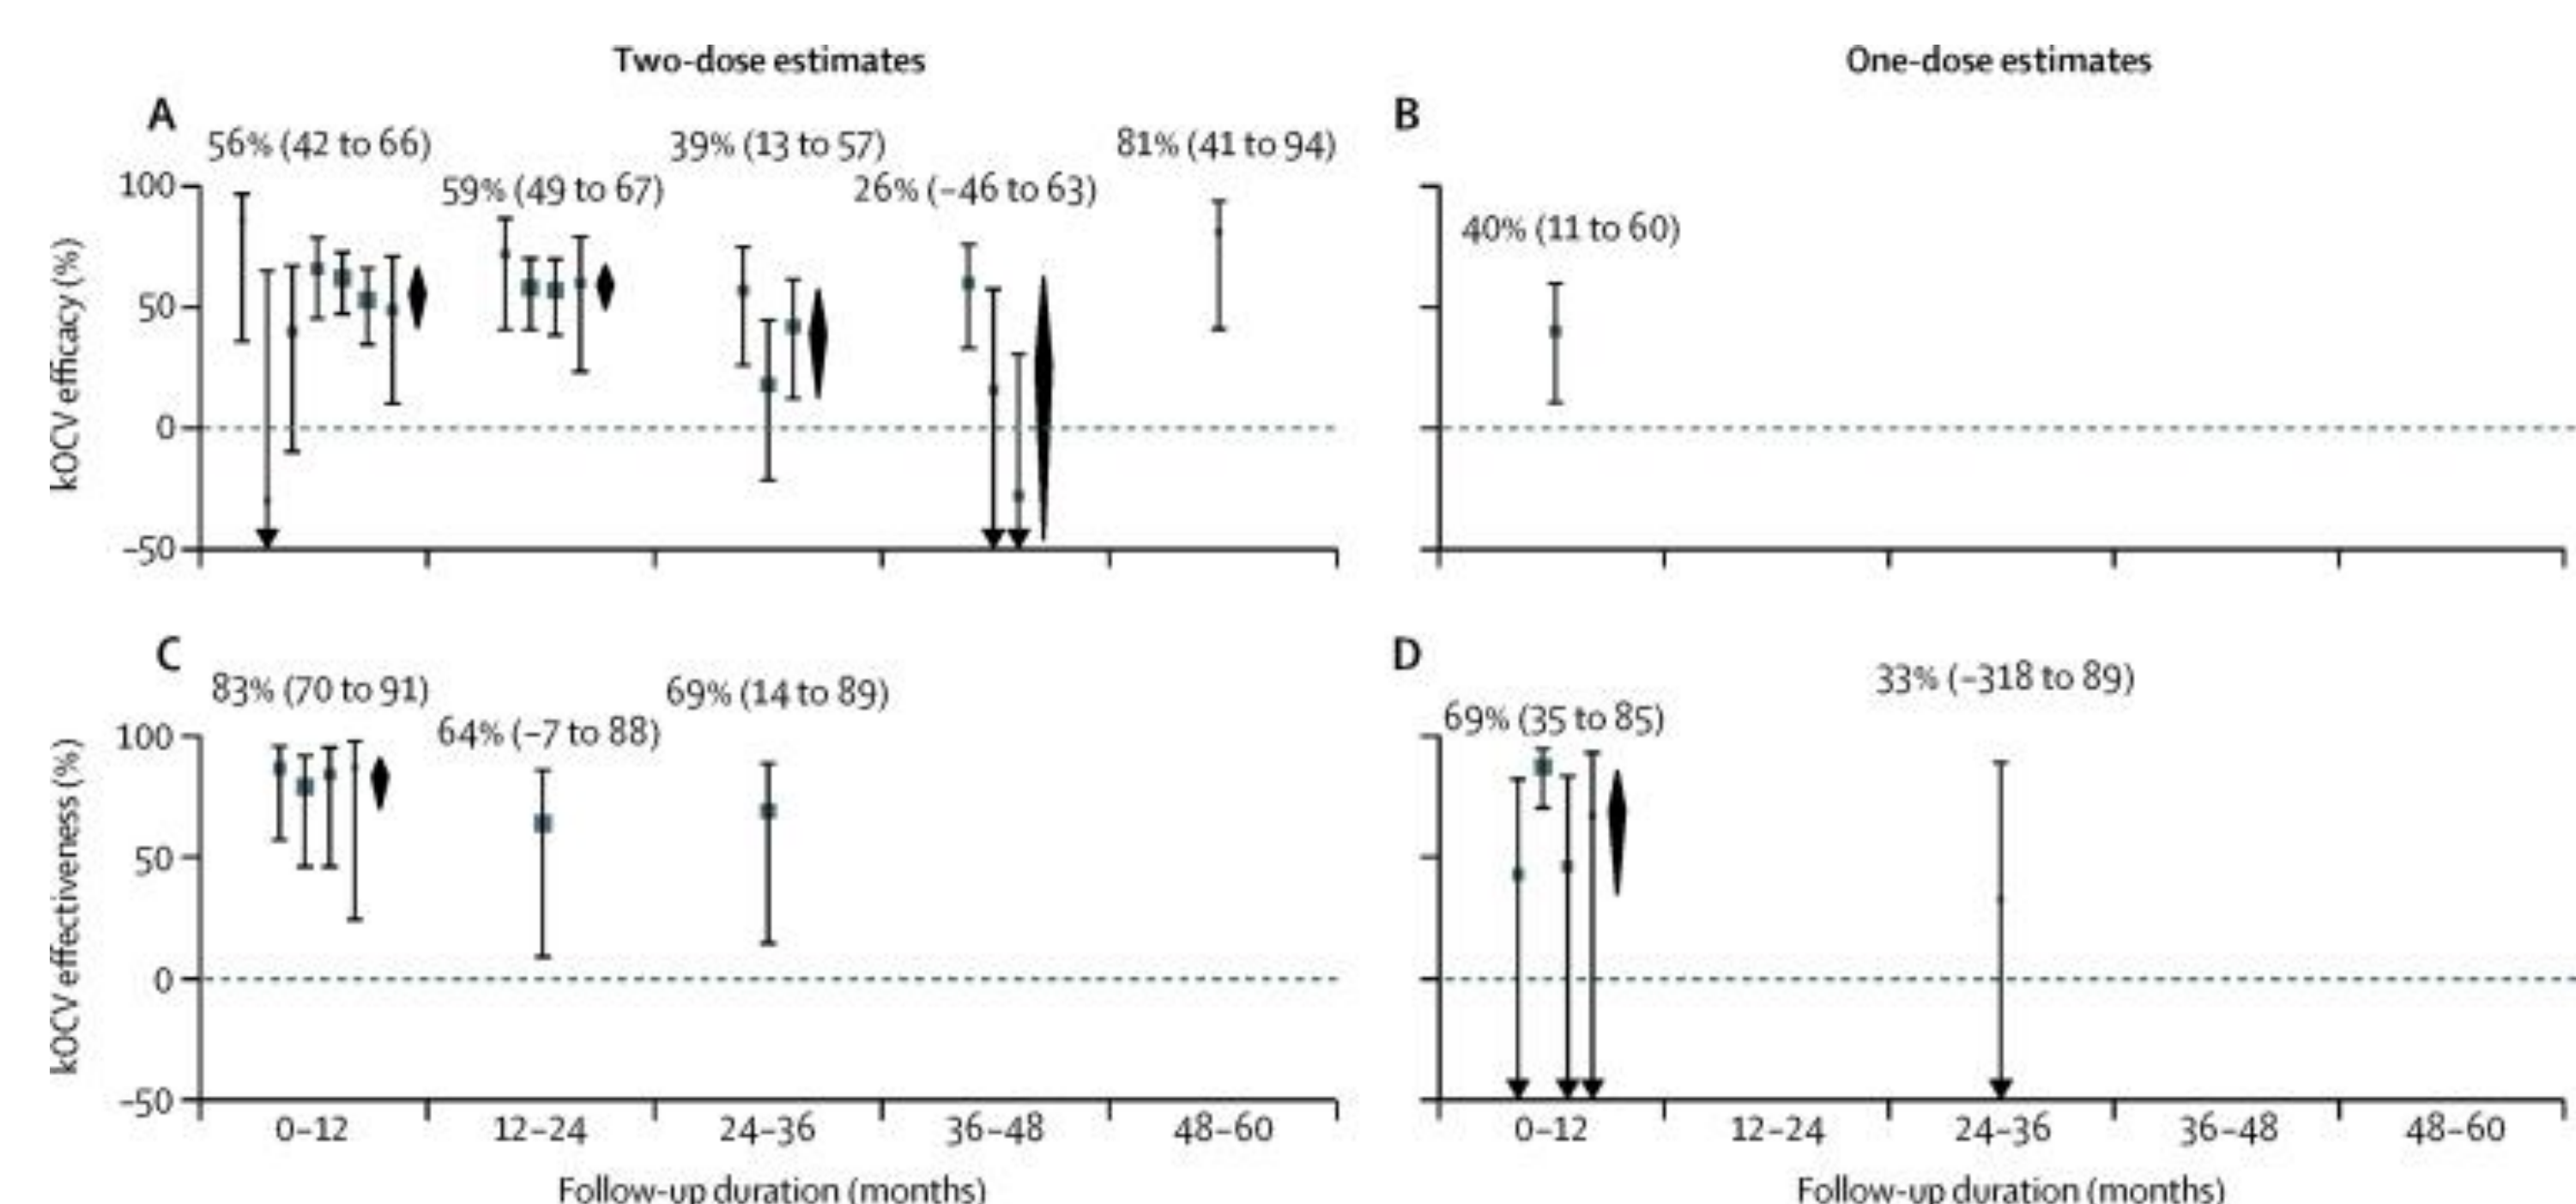 Two-dose estimates
One-dose estimates
A
B
56% (42 to 66)
39% (13 to 57)
81% (41 to 94)
59% (49 to 67)
26% (–46 to 63)
40% (11 to 60)
kOCV efficacy (%)
100
50
0
–50
C
D
83% (70 to 91)
69% (14 to 89)
33% (–318 to 89)
64% (–7 to 88)
69% (35 to 85)
kOCV effectiveness (%)
100
50
0
–50
0–12 12–24 24–36 36–48 48–60
0–12 12–24 24–36 36–48 48–60
Follow-up duration (months)
Follow-up duration (months)